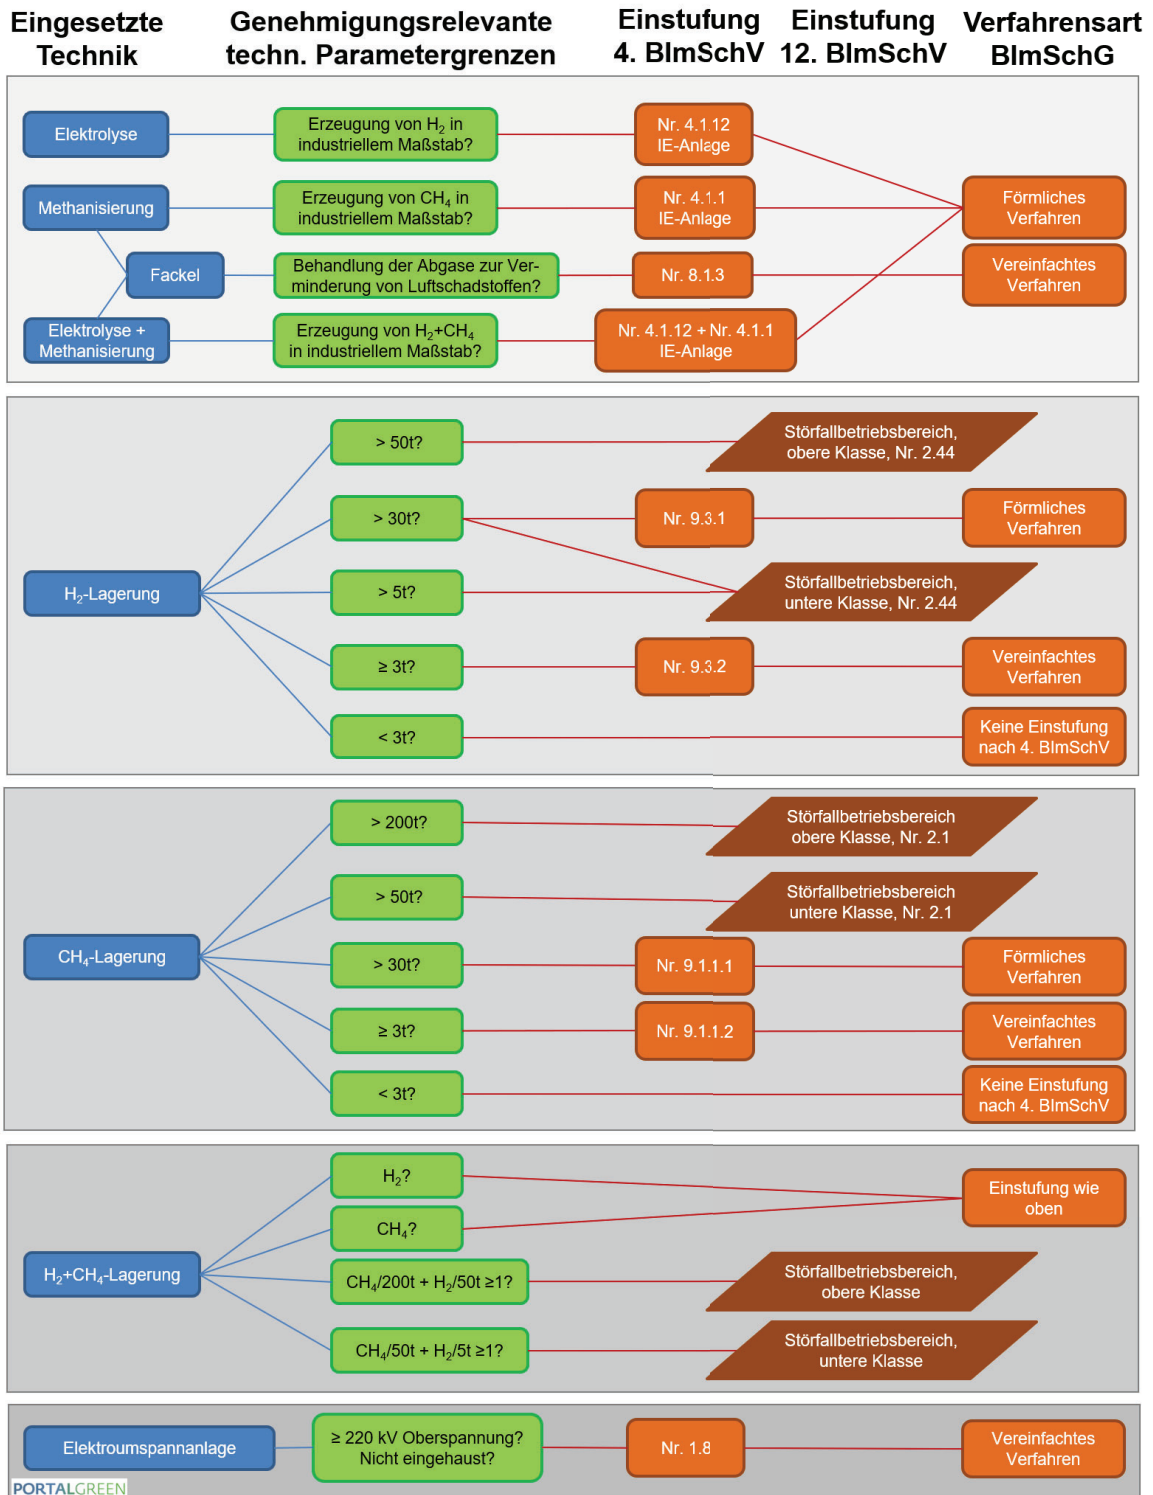 Eingesetzte
Technik
Genehmigungsrelevante
techn. Parametergrenzen
Einstufung
4. BImSchV
Einstufung
12. BImSchV
Verfahrensart
BImSchG
Elektrolyse
Erzeugung von H₂ in
industriellem Maßstab?
Nr. 4.1.12
IE-Anlage
Methanisierung
Erzeugung von CH₄ in
industriellem Maßstab?
Nr. 4.1.1
IE-Anlage
Förmliches
Verfahren
Fackel
Behandlung der Abgase zur Ver-
minderung von Luftschadstoffen?
Nr. 8.1.3
Vereinfachtes
Verfahren
Elektrolyse +
Methanisierung
Erzeugung von H₂+CH₄
in industriellem Maßstab?
Nr. 4.1.12 + Nr. 4.1.1
IE-Anlage
H₂-Lagerung
> 50t?
Störfallbetriebsbereich,
obere Klasse, Nr. 2.44
> 30t?
Nr. 9.3.1
Förmliches
Verfahren
> 5t?
Störfallbetriebsbereich,
untere Klasse, Nr. 2.44
≥ 3t?
Nr. 9.3.2
Vereinfachtes
Verfahren
< 3t?
Keine Einstufung
nach 4. BImSchV
CH₄-Lagerung
> 200t?
Störfallbetriebsbereich
obere Klasse, Nr. 2.1
> 50t?
Störfallbetriebsbereich
untere Klasse, Nr. 2.1
> 30t?
Nr. 9.1.1.1
Förmliches
Verfahren
≥ 3t?
Nr. 9.1.1.2
Vereinfachtes
Verfahren
< 3t?
Keine Einstufung
nach 4. BImSchV
H₂+CH₄-Lagerung
H₂?
CH₄?
Einstufung wie
oben
CH₄/200t + H₂/50t ≥1?
Störfallbetriebsbereich,
obere Klasse
CH₄/50t + H₂/5t ≥1?
Störfallbetriebsbereich,
untere Klasse
Elektroumspannanlage
≥ 220 kV Oberspannung?
Nicht eingehaust?
Nr. 1.8
Vereinfachtes
Verfahren
PORTALGREEN